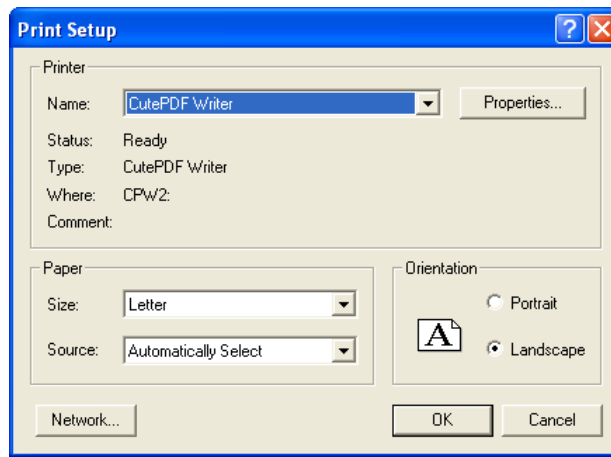 Print Setup
Printer
Name: CutePDF Writer Properties...
Status: Ready
Type: CutePDF Writer
Where: CPW2:
Comment:
Paper
Size: Letter
Source: Automatically Select
Orientation
A
Portrait
Landscape
Network... OK Cancel